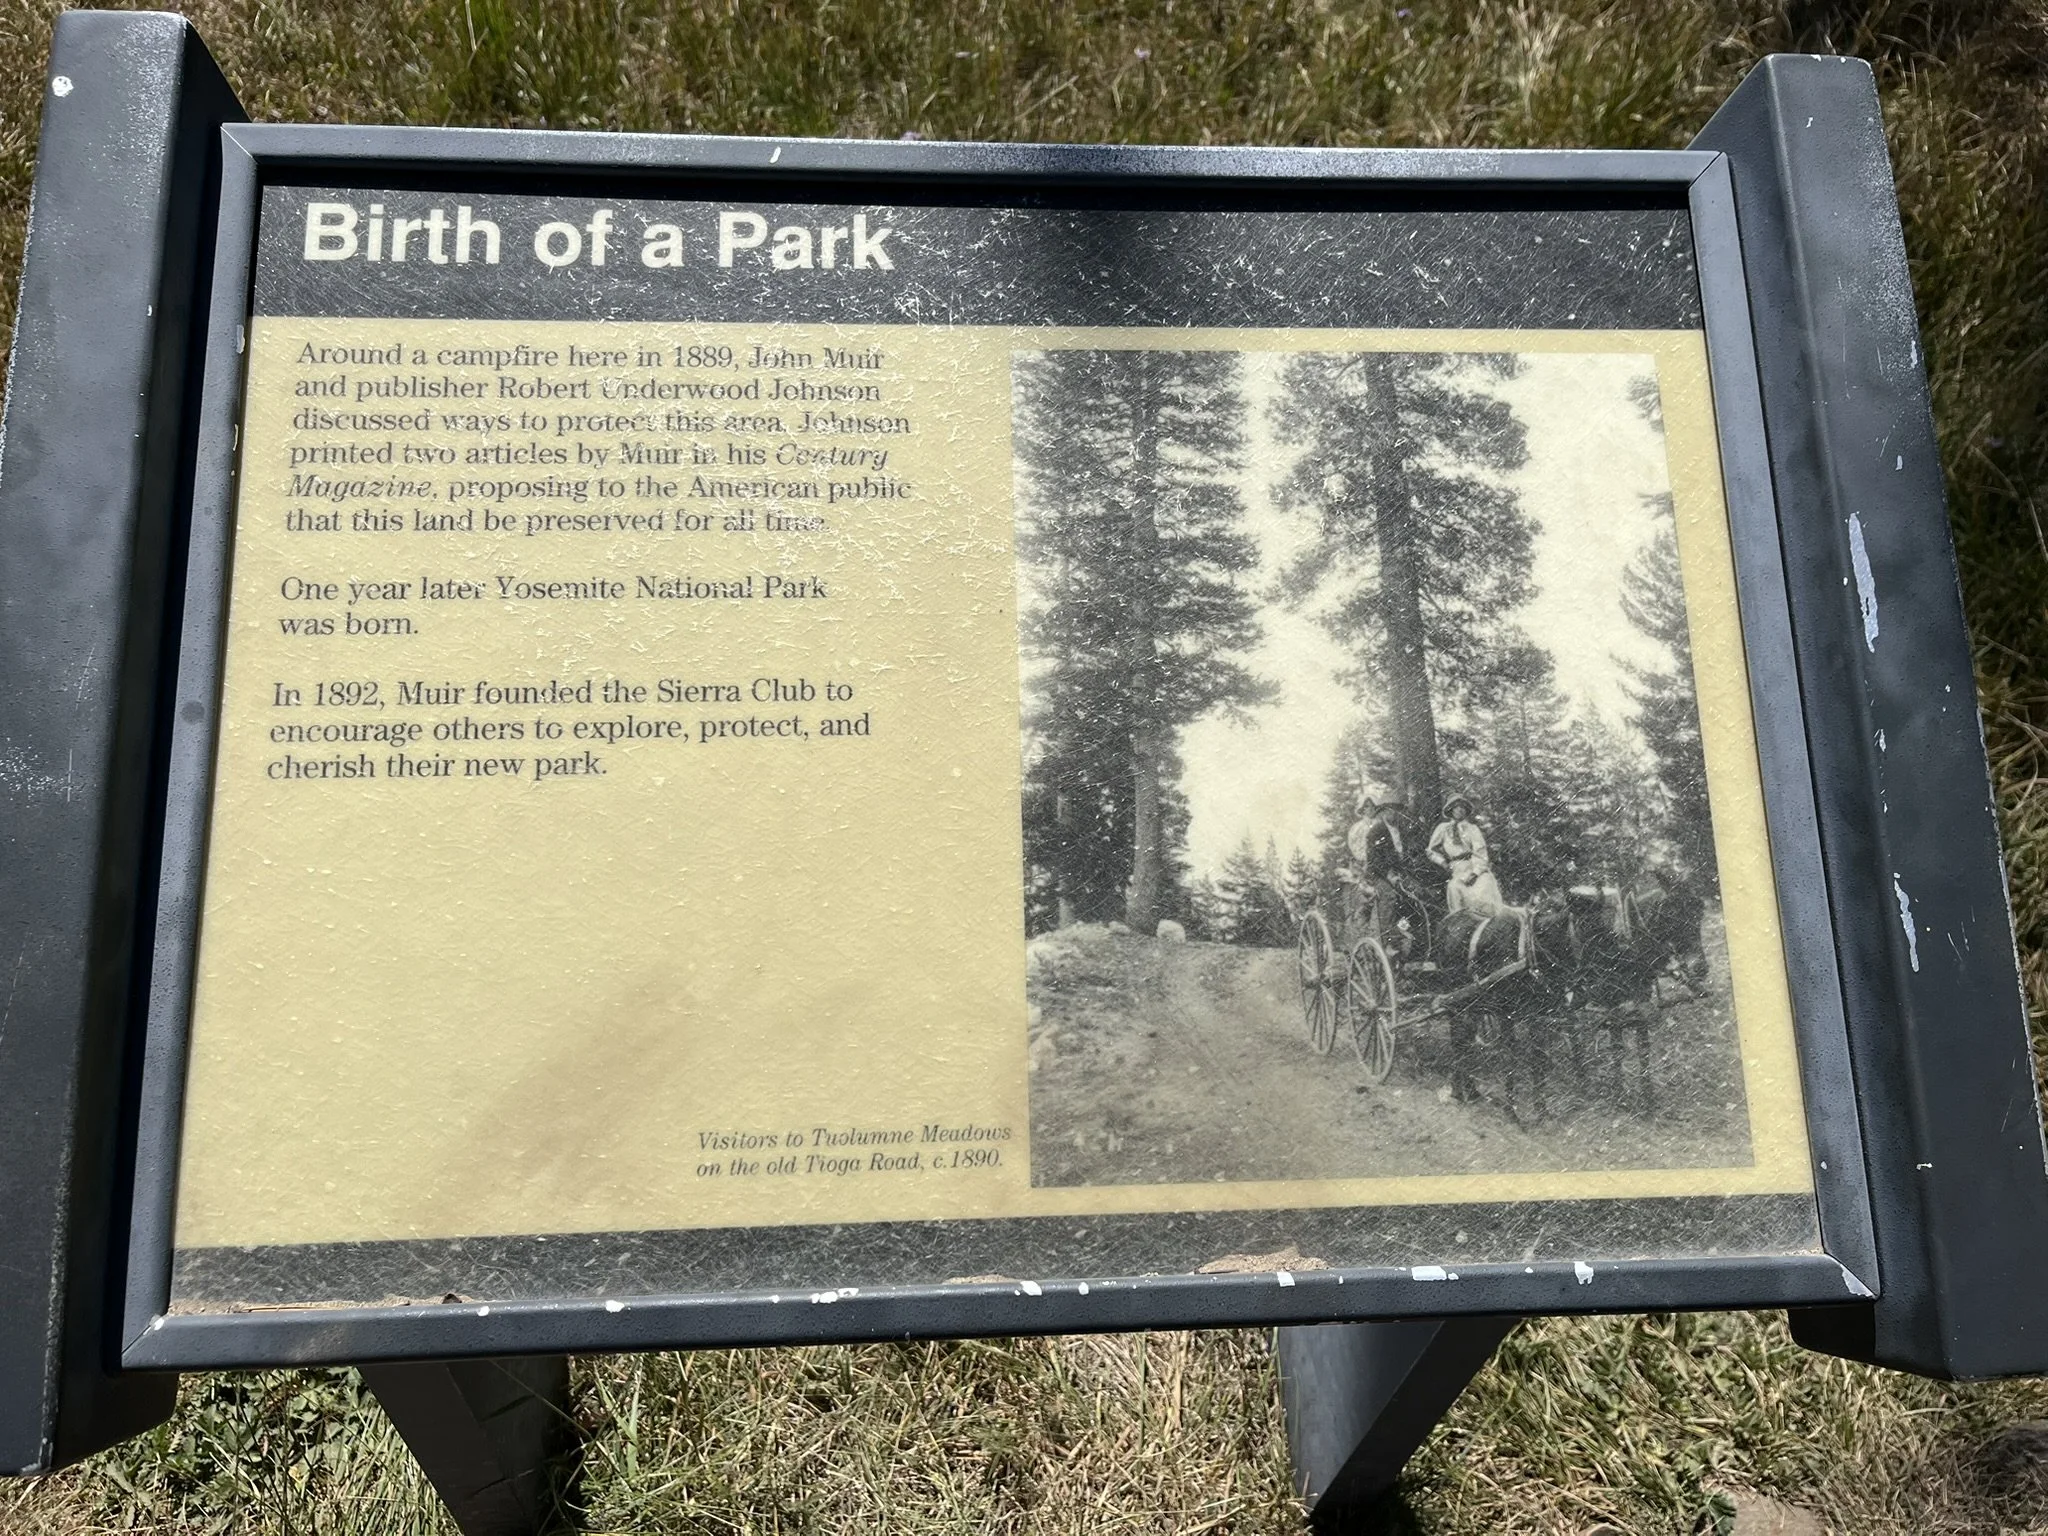 Birth of a Park
Around a campfire here in 1889, John Muir
and publisher Robert Underwood Johnson
discussed ways to protect this area. Johnson
printed two articles by Muir in his Century
Magazine, proposing to the American public
that this land be preserved for all time.
One year later Yosemite National Park
was born.
In 1892, Muir founded the Sierra Club to
encourage others to explore, protect, and
cherish their new park.
Visitors to Tuolumne Meadows
on the old Tioga Road, c.1890.